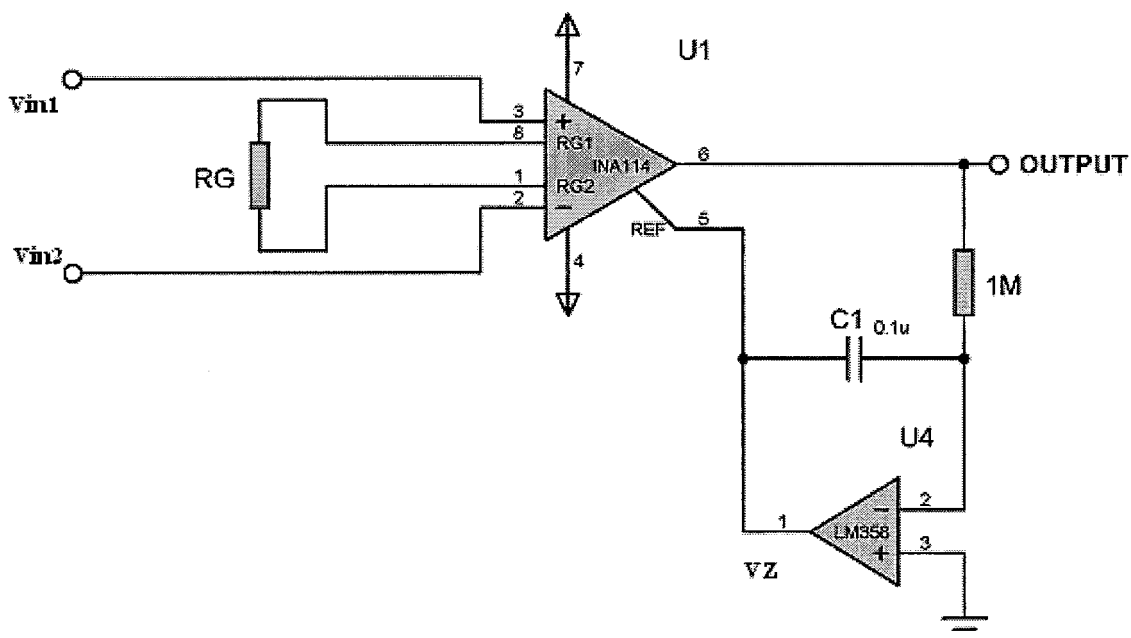 U1
7
Vin1
3
+
8
RG1
INA114
RG
1
RG2
2
−
6
OUTPUT
REF
5
4
Vin2
1M
C1 0.1u
U4
2
−
1
LM358
3
+
VZ